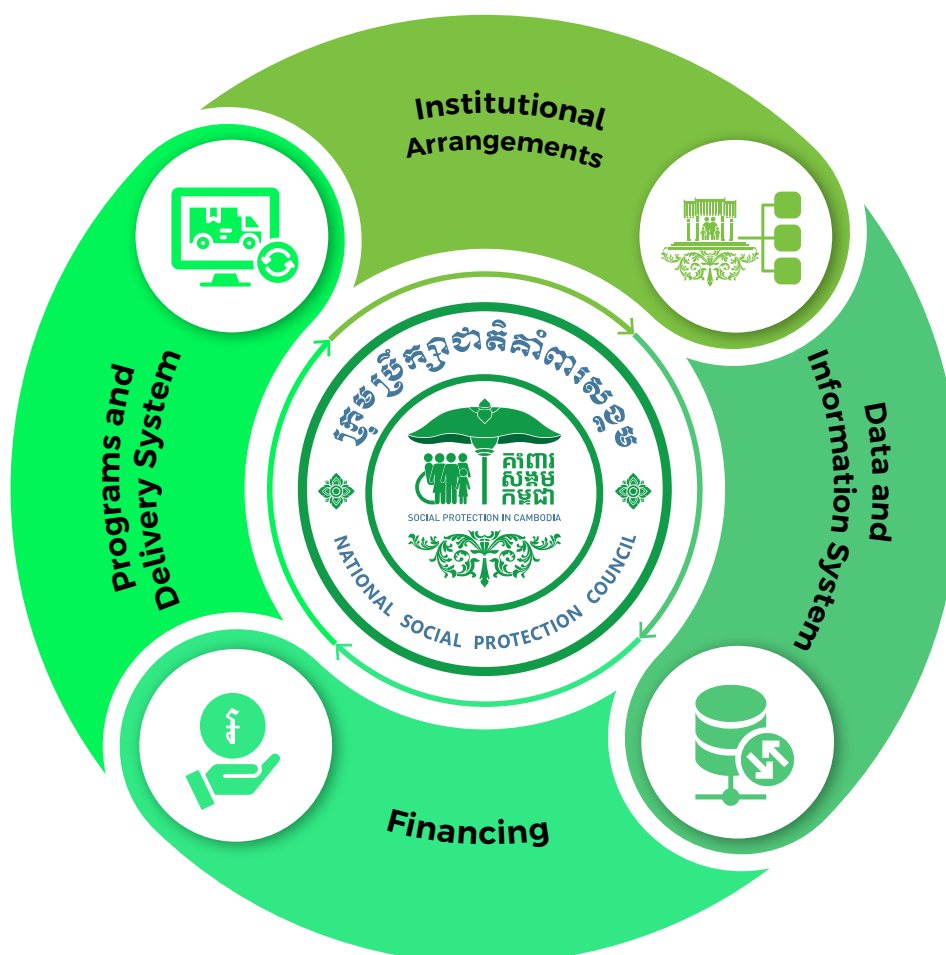 Institutional
Arrangements
Data and
Information System
Financing
Programs and
Delivery System
ក្រុមប្រឹក្សាជាតិគាំពារសង្គម
គាំពារ
សង្គម
កម្ពុជា
SOCIAL PROTECTION IN CAMBODIA
NATIONAL SOCIAL PROTECTION COUNCIL